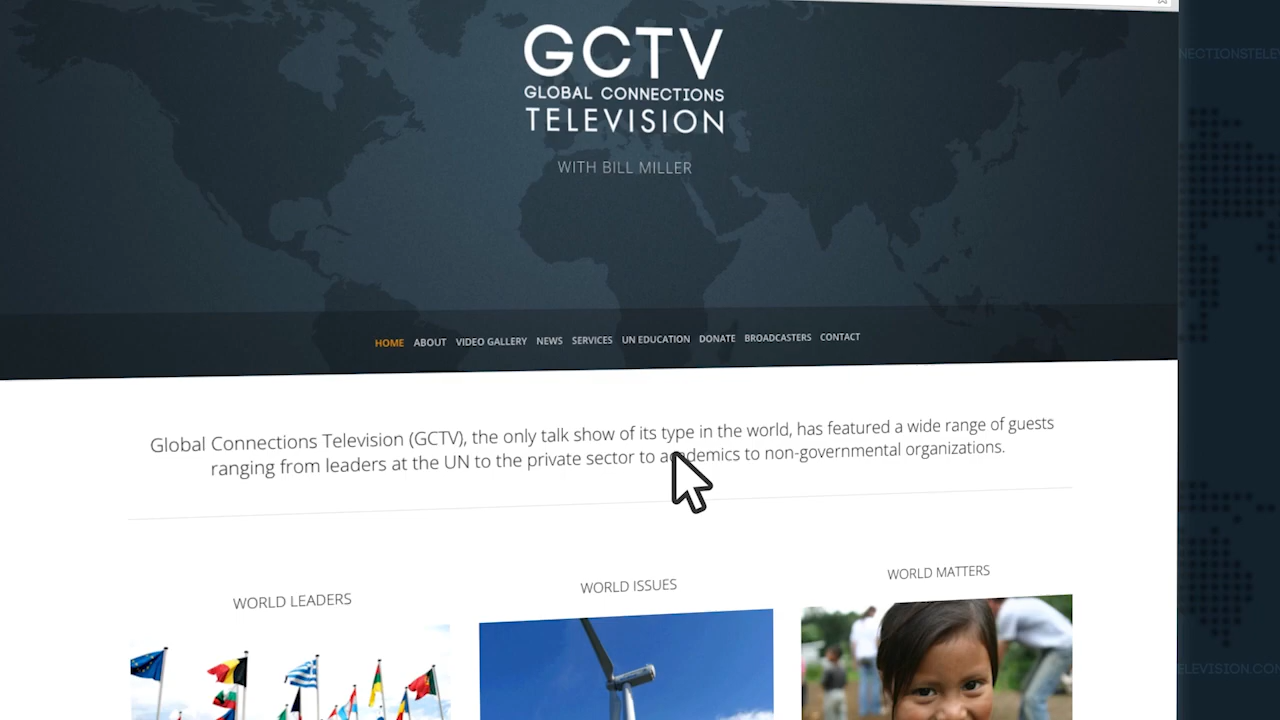 GCTV
GLOBAL CONNECTIONS
TELEVISION
WITH BILL MILLER
HOME ABOUT VIDEO GALLERY NEWS SERVICES UN EDUCATION DONATE BROADCASTERS CONTACT
Global Connections Television (GCTV), the only talk show of its type in the world, has featured a wide range of guests
ranging from leaders at the UN to the private sector to academics to non-governmental organizations.
WORLD LEADERS
WORLD ISSUES
WORLD MATTERS